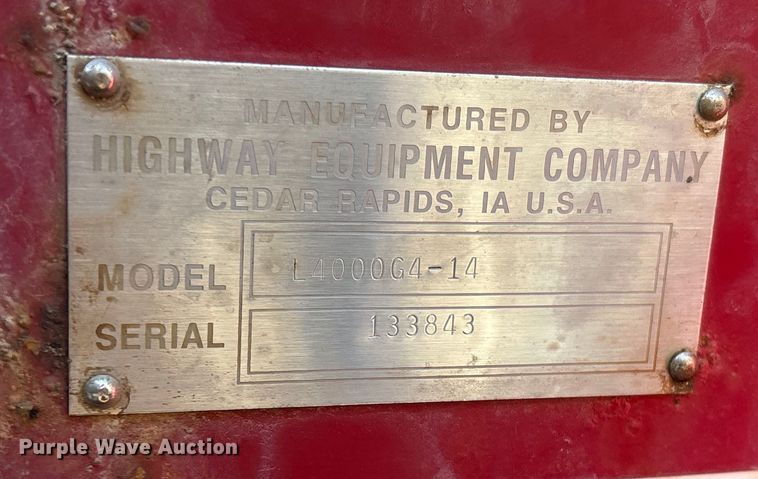 MANUFACTURED BY
HIGHWAY EQUIPMENT COMPANY
CEDAR RAPIDS, IA U.S.A.
MODEL L4000G4-14
SERIAL 133843
Purple Wave Auction